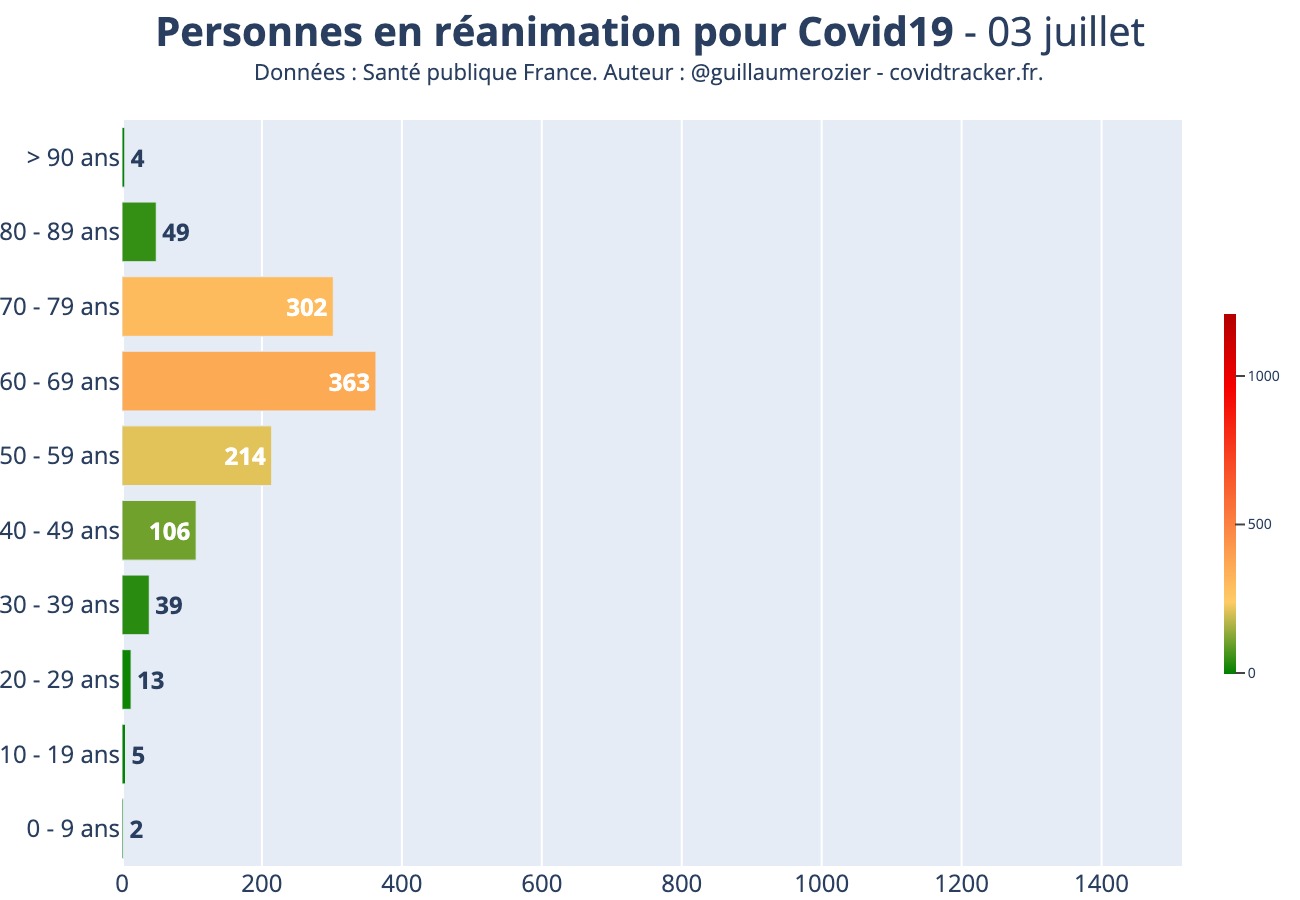 Personnes en réanimation pour Covid19 - 03 juillet
Données : Santé publique France. Auteur : @guillaumerozier - covidtracker.fr.
> 90 ans 4
80 - 89 ans 49
70 - 79 ans 302
60 - 69 ans 363
50 - 59 ans 214
40 - 49 ans 106
30 - 39 ans 39
20 - 29 ans 13
10 - 19 ans 5
0 - 9 ans 2
0 200 400 600 800 1000 1200 1400
1000
500
0